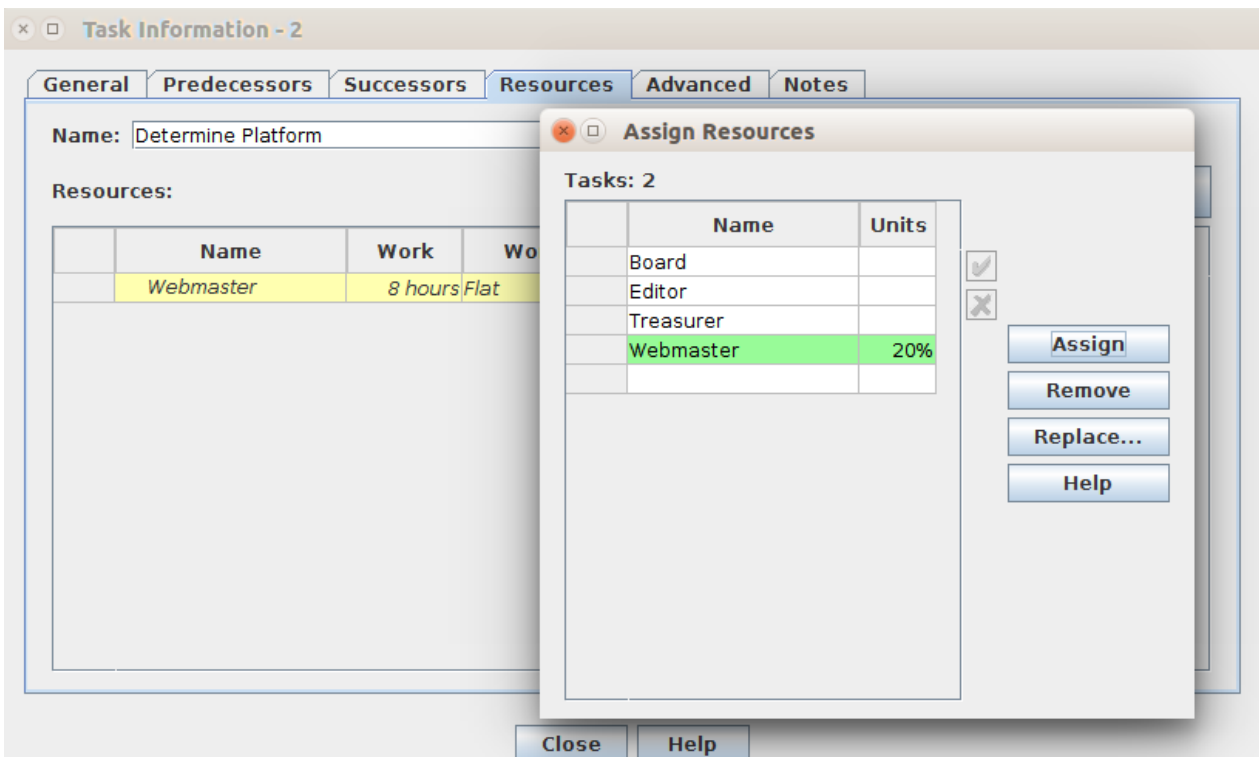 Task Information - 2
General Predecessors Successors Resources Advanced Notes
Name: Determine Platform
Resources:
Name Work Wo
Webmaster 8 hours Flat
Assign Resources
Tasks: 2
Name Units
Board
Editor
Treasurer
Webmaster 20%
Assign
Remove
Replace...
Help
Close Help